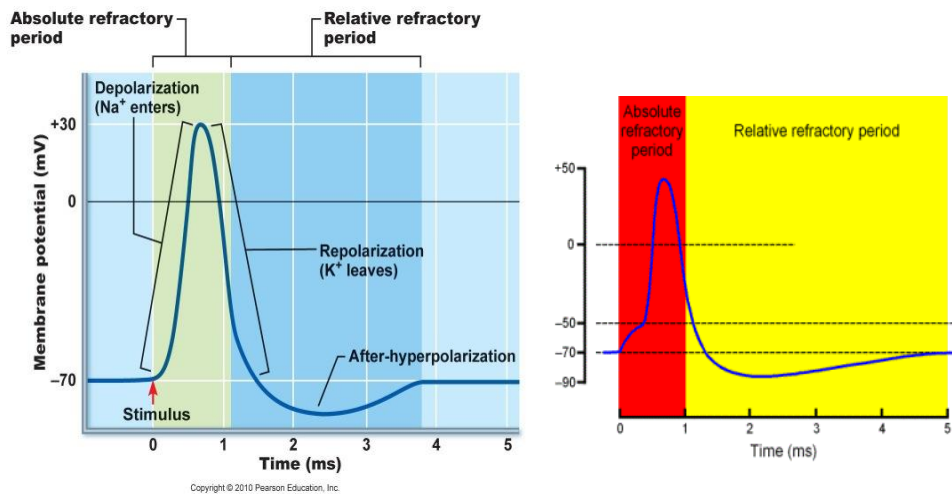 Absolute refractory
period
Relative refractory
period
Depolarization
(Na⁺ enters)
+30
0
–70
Membrane potential (mV)
Repolarization
(K⁺ leaves)
After-hyperpolarization
Stimulus
0 1 2 3 4 5
Time (ms)
Copyright © 2010 Pearson Education, Inc.
Absolute
refractory
period
Relative refractory period
+50
0
–50
–70
–90
0 1 2 3 4 5
Time (ms)